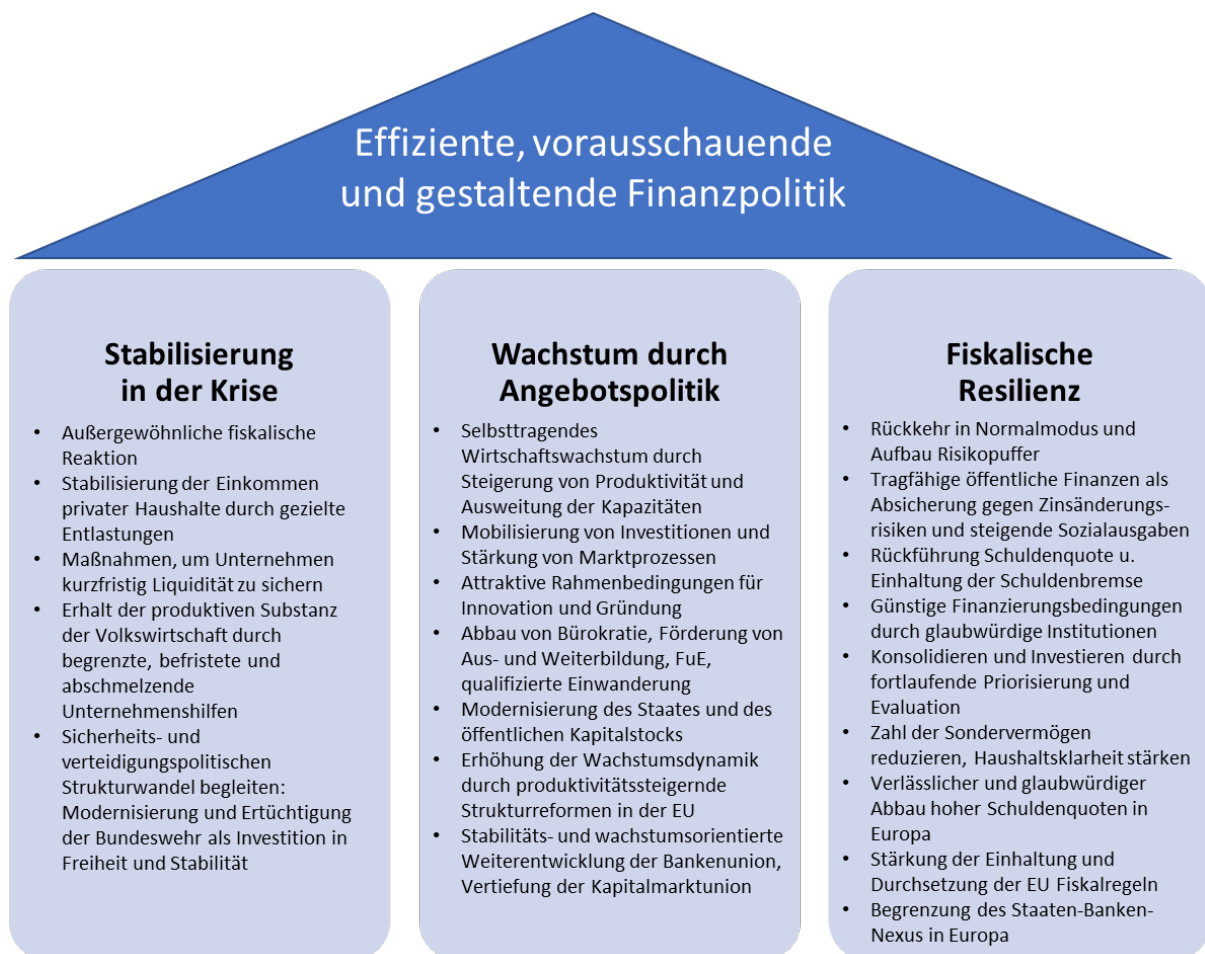 Effiziente, vorausschauende
und gestaltende Finanzpolitik
Stabilisierung
in der Krise
• Außergewöhnliche fiskalische
Reaktion
• Stabilisierung der Einkommen
privater Haushalte durch gezielte
Entlastungen
• Maßnahmen, um Unternehmen
kurzfristig Liquidität zu sichern
• Erhalt der produktiven Substanz
der Volkswirtschaft durch
begrenzte, befristete und
abschmelzende
Unternehmenshilfen
• Sicherheits- und
verteidigungspolitischen
Strukturwandel begleiten:
Modernisierung und Ertüchtigung
der Bundeswehr als Investition in
Freiheit und Stabilität
Wachstum durch
Angebotspolitik
• Selbsttragendes
Wirtschaftswachstum durch
Steigerung von Produktivität und
Ausweitung der Kapazitäten
• Mobilisierung von Investitionen und
Stärkung von Marktprozessen
• Attraktive Rahmenbedingungen für
Innovation und Gründung
• Abbau von Bürokratie, Förderung von
Aus- und Weiterbildung, FuE,
qualifizierte Einwanderung
• Modernisierung des Staates und des
öffentlichen Kapitalstocks
• Erhöhung der Wachstumsdynamik
durch produktivitätssteigernde
Strukturreformen in der EU
• Stabilitäts- und wachstumsorientierte
Weiterentwicklung der Bankenunion,
Vertiefung der Kapitalmarktunion
Fiskalische
Resilienz
• Rückkehr in Normalmodus und
Aufbau Risikopuffer
• Tragfähige öffentliche Finanzen als
Absicherung gegen Zinsänderungs-
risiken und steigende Sozialausgaben
• Rückführung Schuldenquote u.
Einhaltung der Schuldenbremse
• Günstige Finanzierungsbedingungen
durch glaubwürdige Institutionen
• Konsolidieren und Investieren durch
fortlaufende Priorisierung und
Evaluation
• Zahl der Sondervermögen
reduzieren, Haushaltsklarheit stärken
• Verlässlicher und glaubwürdiger
Abbau hoher Schuldenquoten in
Europa
• Stärkung der Einhaltung und
Durchsetzung der EU Fiskalregeln
• Begrenzung des Staaten-Banken-
Nexus in Europa